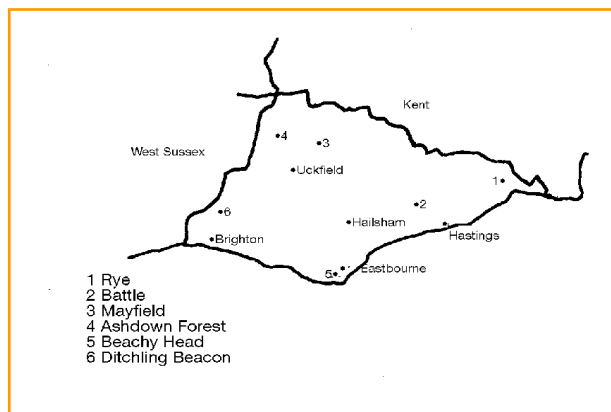 Kent
West Sussex
4
3
Uckfield
1
6
2
Hailsham
Hastings
Brighton
5
Eastbourne
1 Rye
2 Battle
3 Mayfield
4 Ashdown Forest
5 Beachy Head
6 Ditchling Beacon